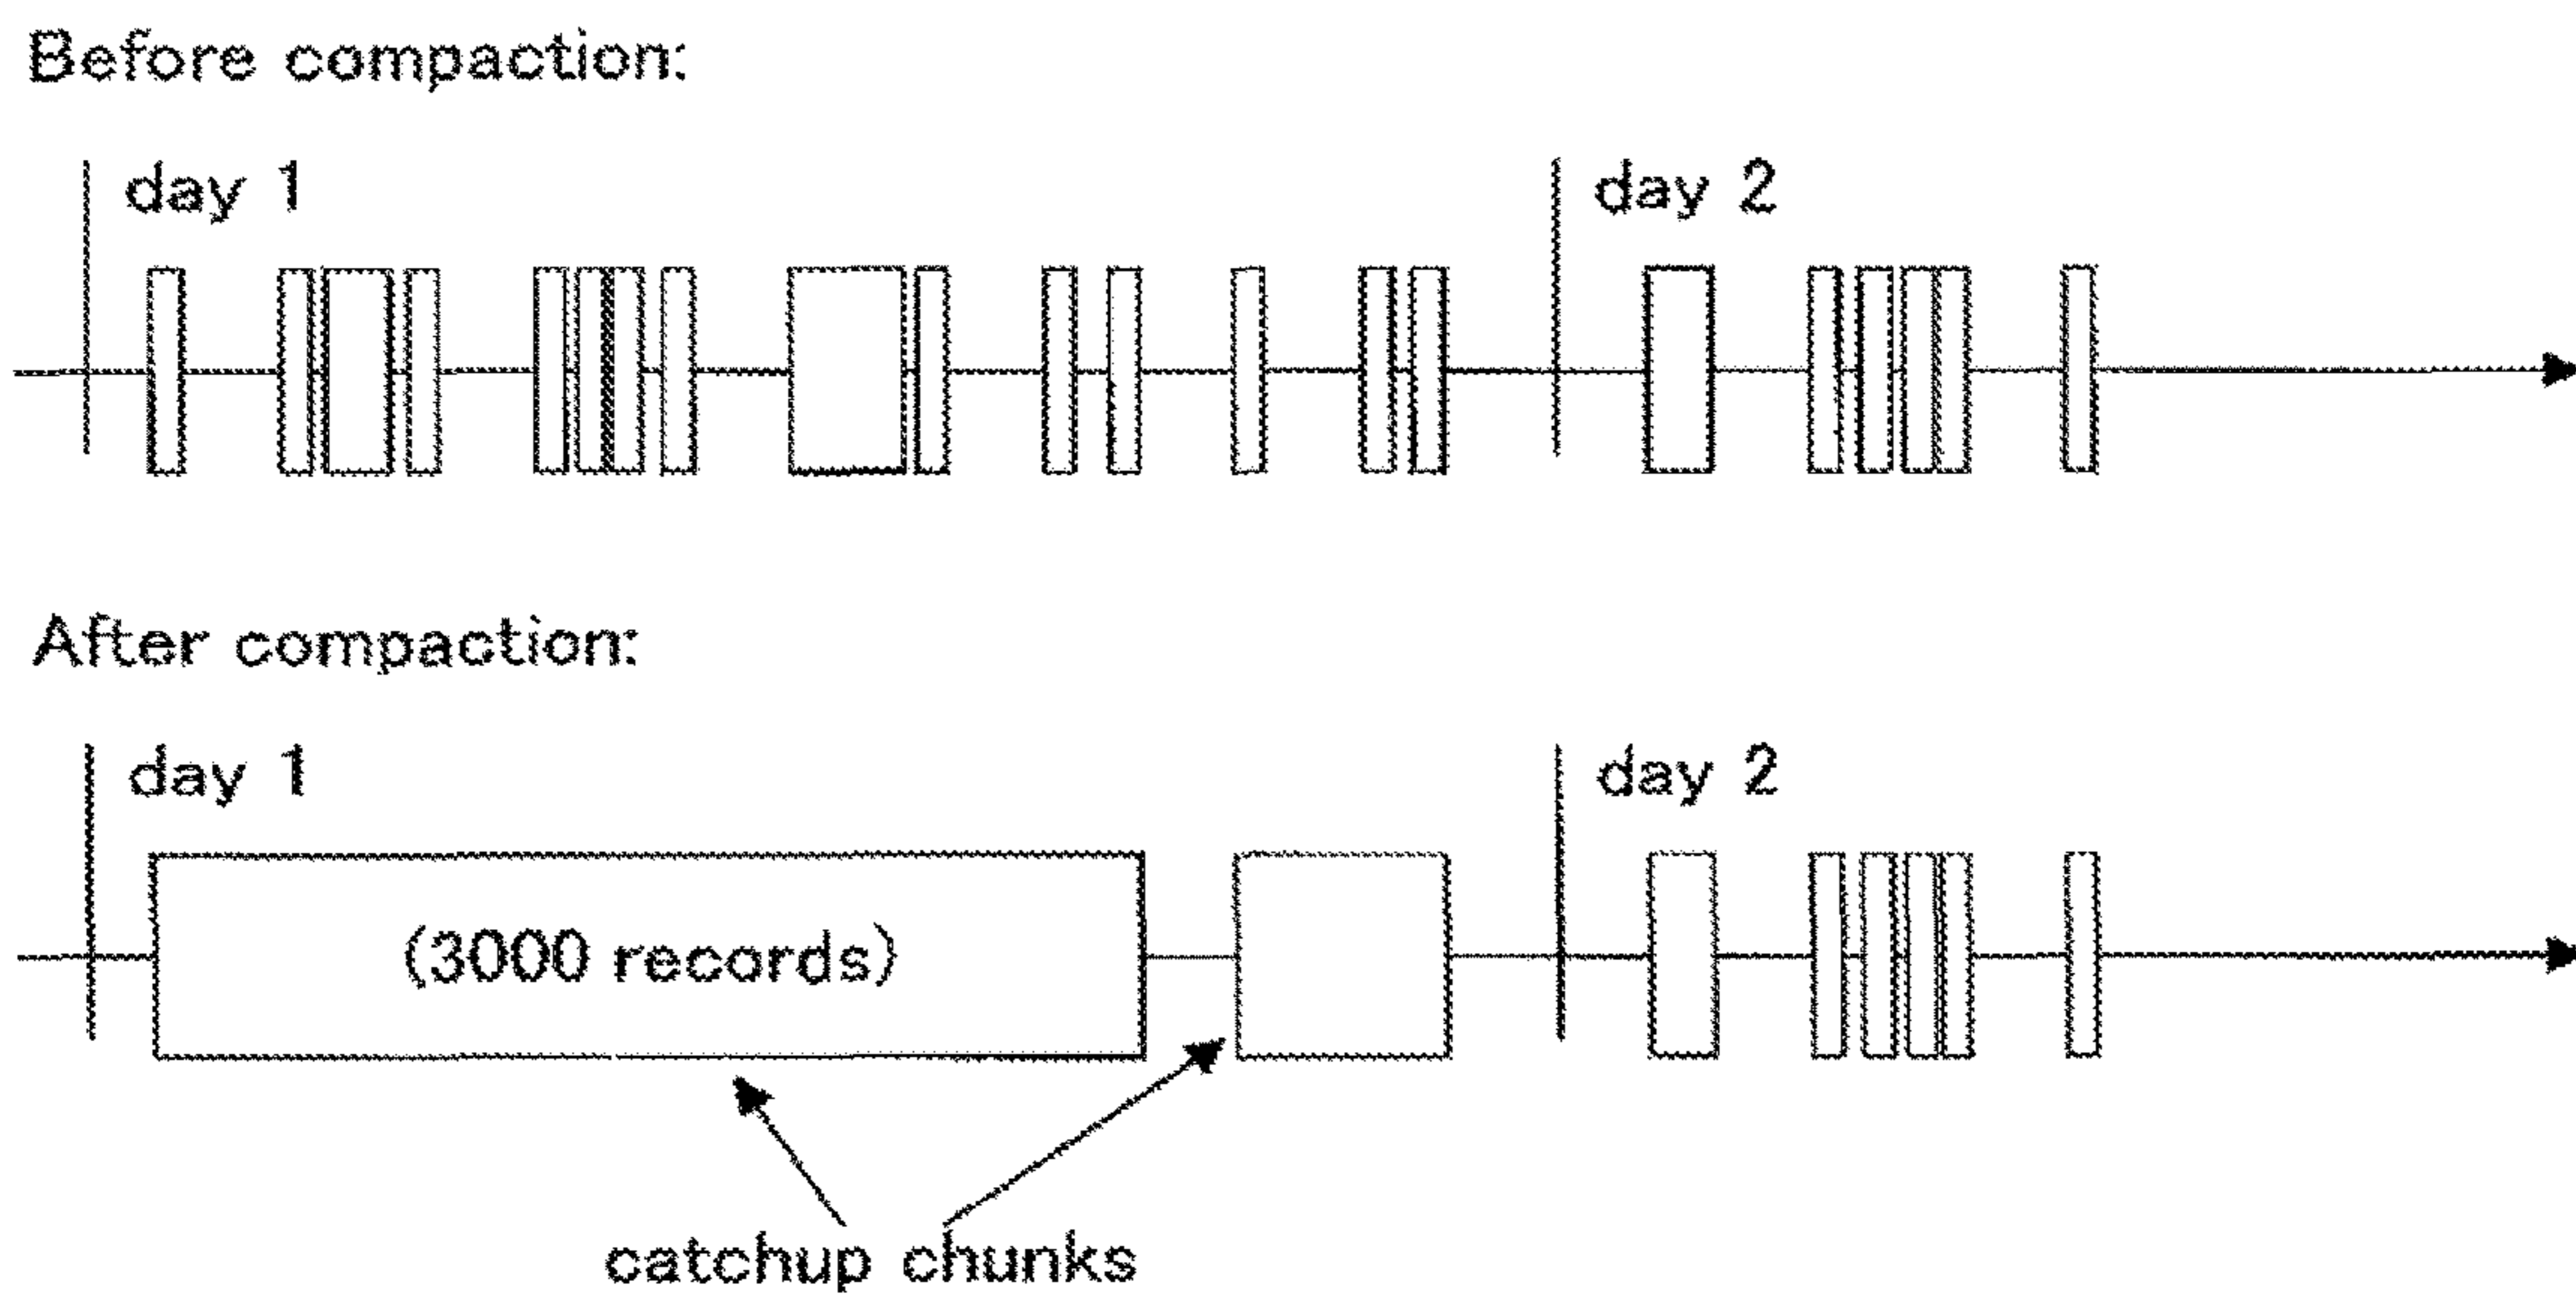 Before compaction:
day 1
day 2
After compaction:
day 1
day 2
(3000 records)
catchup chunks